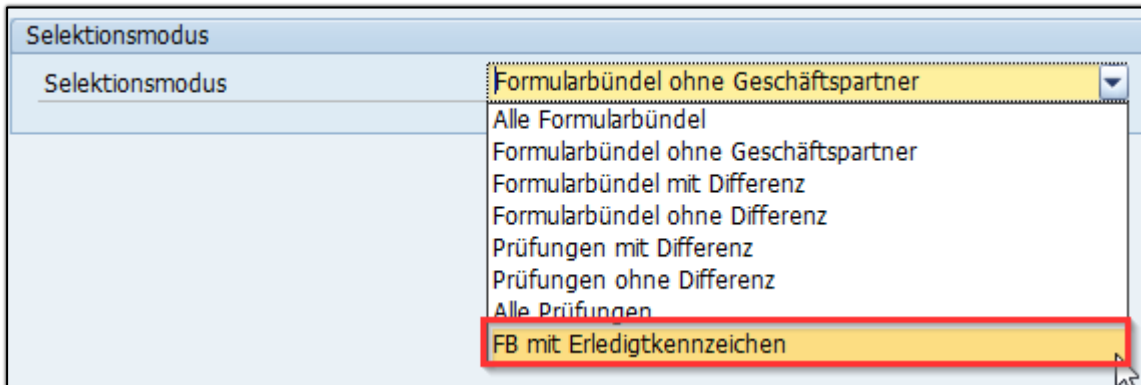 Selektionsmodus
Selektionsmodus Formularbündel ohne Geschäftspartner
Alle Formularbündel
Formularbündel ohne Geschäftspartner
Formularbündel mit Differenz
Formularbündel ohne Differenz
Prüfungen mit Differenz
Prüfungen ohne Differenz
Alle Prüfungen
FB mit Erledigtkennzeichen